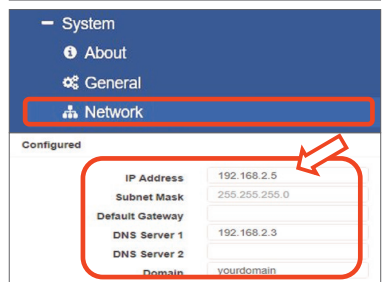 System
About
General
Network
Configured
IP Address 192.168.2.5
Subnet Mask 255.255.255.0
Default Gateway
DNS Server 1 192.168.2.3
DNS Server 2
Domain yourdomain